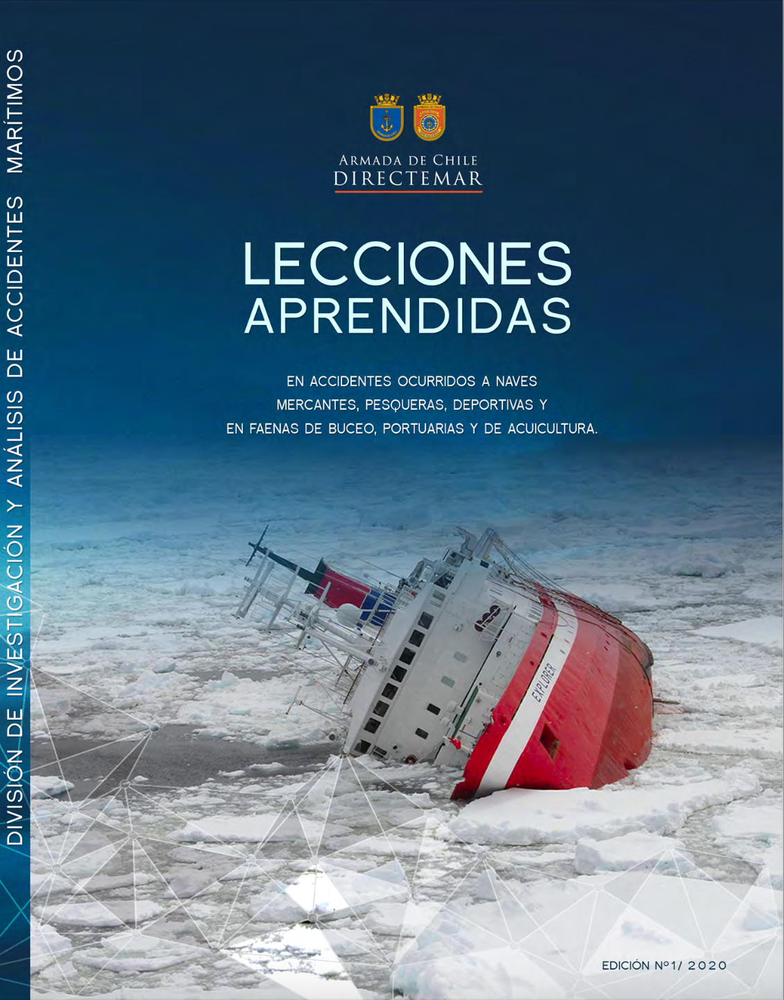 DIVISIÓN DE INVESTIGACIÓN Y ANÁLISIS DE ACCIDENTES MARÍTIMOS
ARMADA DE CHILE
DIRECTEMAR
LECCIONES
APRENDIDAS
EN ACCIDENTES OCURRIDOS A NAVES
MERCANTES, PESQUERAS, DEPORTIVAS Y
EN FAENAS DE BUCEO, PORTUARIAS Y DE ACUICULTURA.
EXPLORER
EDICIÓN Nº1/ 2020